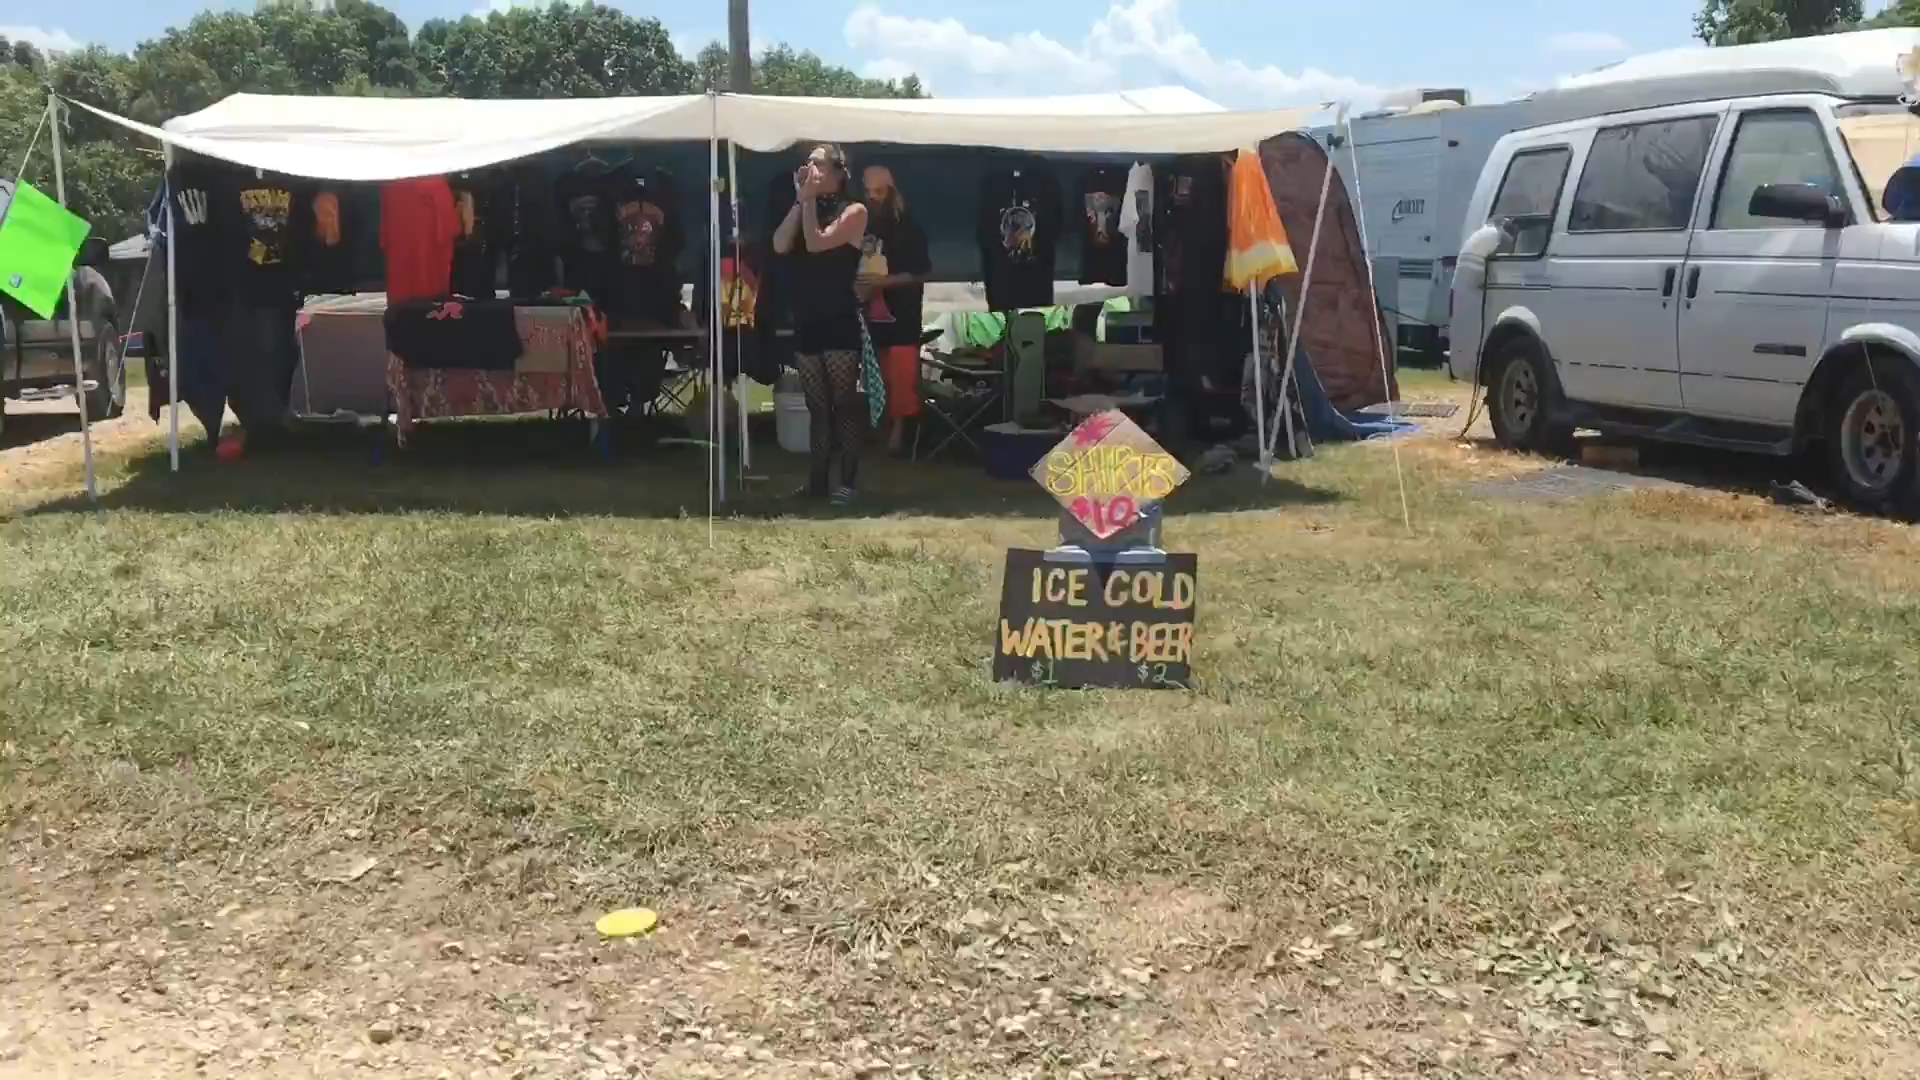 SHIRTS
$10
ICE COLD
WATER & BEER
$1 $2